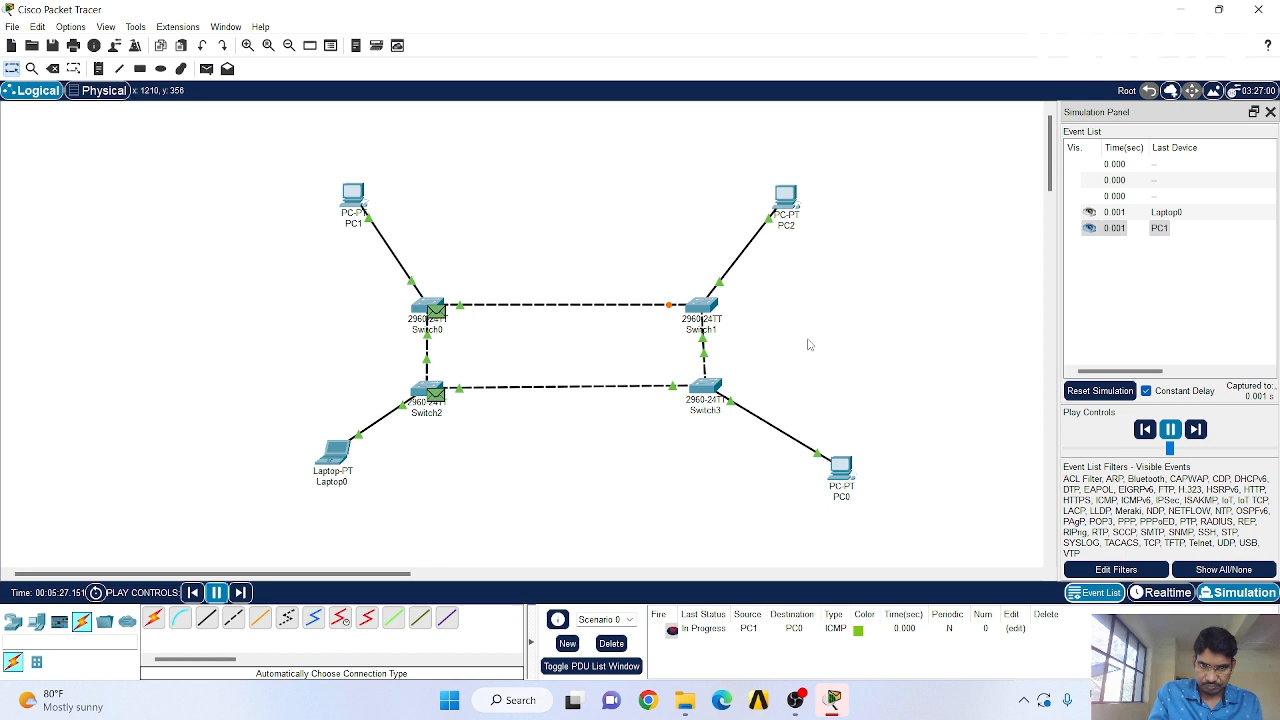 Cisco Packet Tracer
File Edit Options View Tools Extensions Window Help
?
Logical Physical x: 1210, y: 356
Root 03:27:00
Simulation Panel
Event List
Vis. Time(sec) Last Device
0.000 --
0.000 --
0.000 --
0.001 Laptop0
0.001 PC1
Reset Simulation Constant Delay Captured to:
0.001 s
Play Controls
Event List Filters - Visible Events
ACL Filter, ARP, Bluetooth, CAPWAP, CDP, DHCPv6,
DTP, EAPOL, EIGRPv6, FTP, H.323, HSRPv6, HTTP,
HTTPS, ICMP, ICMPv6, IPSec, ISAKMP, IoT, IoT TCP,
LACP, LLDP, Meraki, NDP, NETFLOW, NTP, OSPFv6,
PAgP, POP3, PPP, PPPoED, PTP, RADIUS, REP,
RIPng, RTP, SCCP, SMTP, SNMP, SSH, STP,
SYSLOG, TACACS, TCP, TFTP, Telnet, UDP, USB,
VTP
Edit Filters Show All/None
Event List Realtime Simulation
PC-PT
PC1
PC-PT
PC2
2960-24TT
Switch0
2960-24TT
Switch1
2960-24TT
Switch2
2960-24TT
Switch3
Laptop-PT
Laptop0
PC-PT
PC0
Time: 00:05:27.151 PLAY CONTROLS:
Automatically Choose Connection Type
Scenario 0
New Delete
Toggle PDU List Window
Fire Last Status Source Destination Type Color Time(sec) Periodic Num Edit Delete
In Progress PC1 PC0 ICMP 0.000 N 0 (edit)
80°F
Mostly sunny
Search